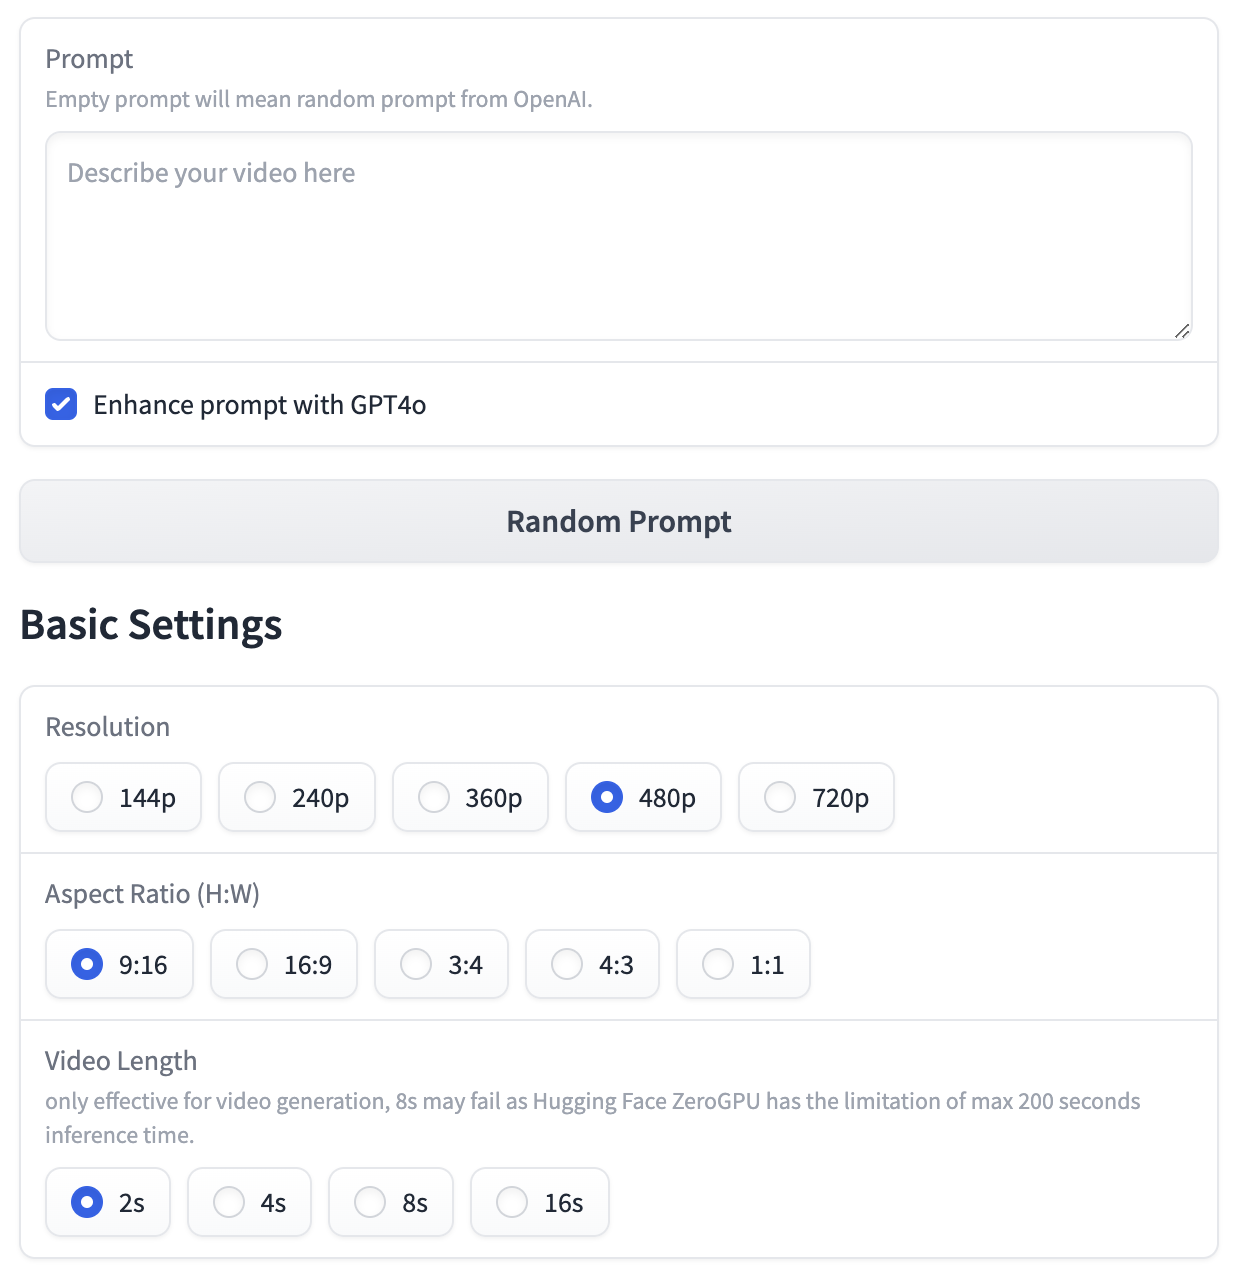 Prompt
Empty prompt will mean random prompt from OpenAI.
Describe your video here
Enhance prompt with GPT4o
Random Prompt
Basic Settings
Resolution
144p 240p 360p 480p 720p
Aspect Ratio (H:W)
9:16 16:9 3:4 4:3 1:1
Video Length
only effective for video generation, 8s may fail as Hugging Face ZeroGPU has the limitation of max 200 seconds
inference time.
2s 4s 8s 16s